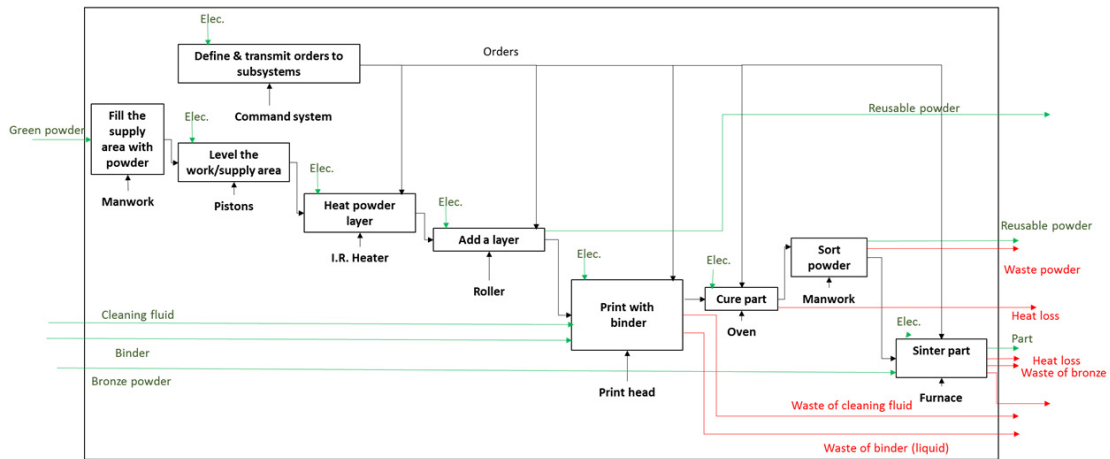 Elec.
Define & transmit orders to
subsystems
Orders
Command system
Green powder
Fill the
supply
area with
powder
Manwork
Elec.
Level the
work/supply area
Pistons
Elec.
Heat powder
layer
I.R. Heater
Elec.
Add a layer
Roller
Reusable powder
Elec.
Print with
binder
Print head
Elec.
Cure part
Oven
Sort
powder
Manwork
Reusable powder
Waste powder
Heat loss
Elec.
Sinter part
Furnace
Part
Heat loss
Waste of bronze
Cleaning fluid
Binder
Bronze powder
Waste of cleaning fluid
Waste of binder (liquid)